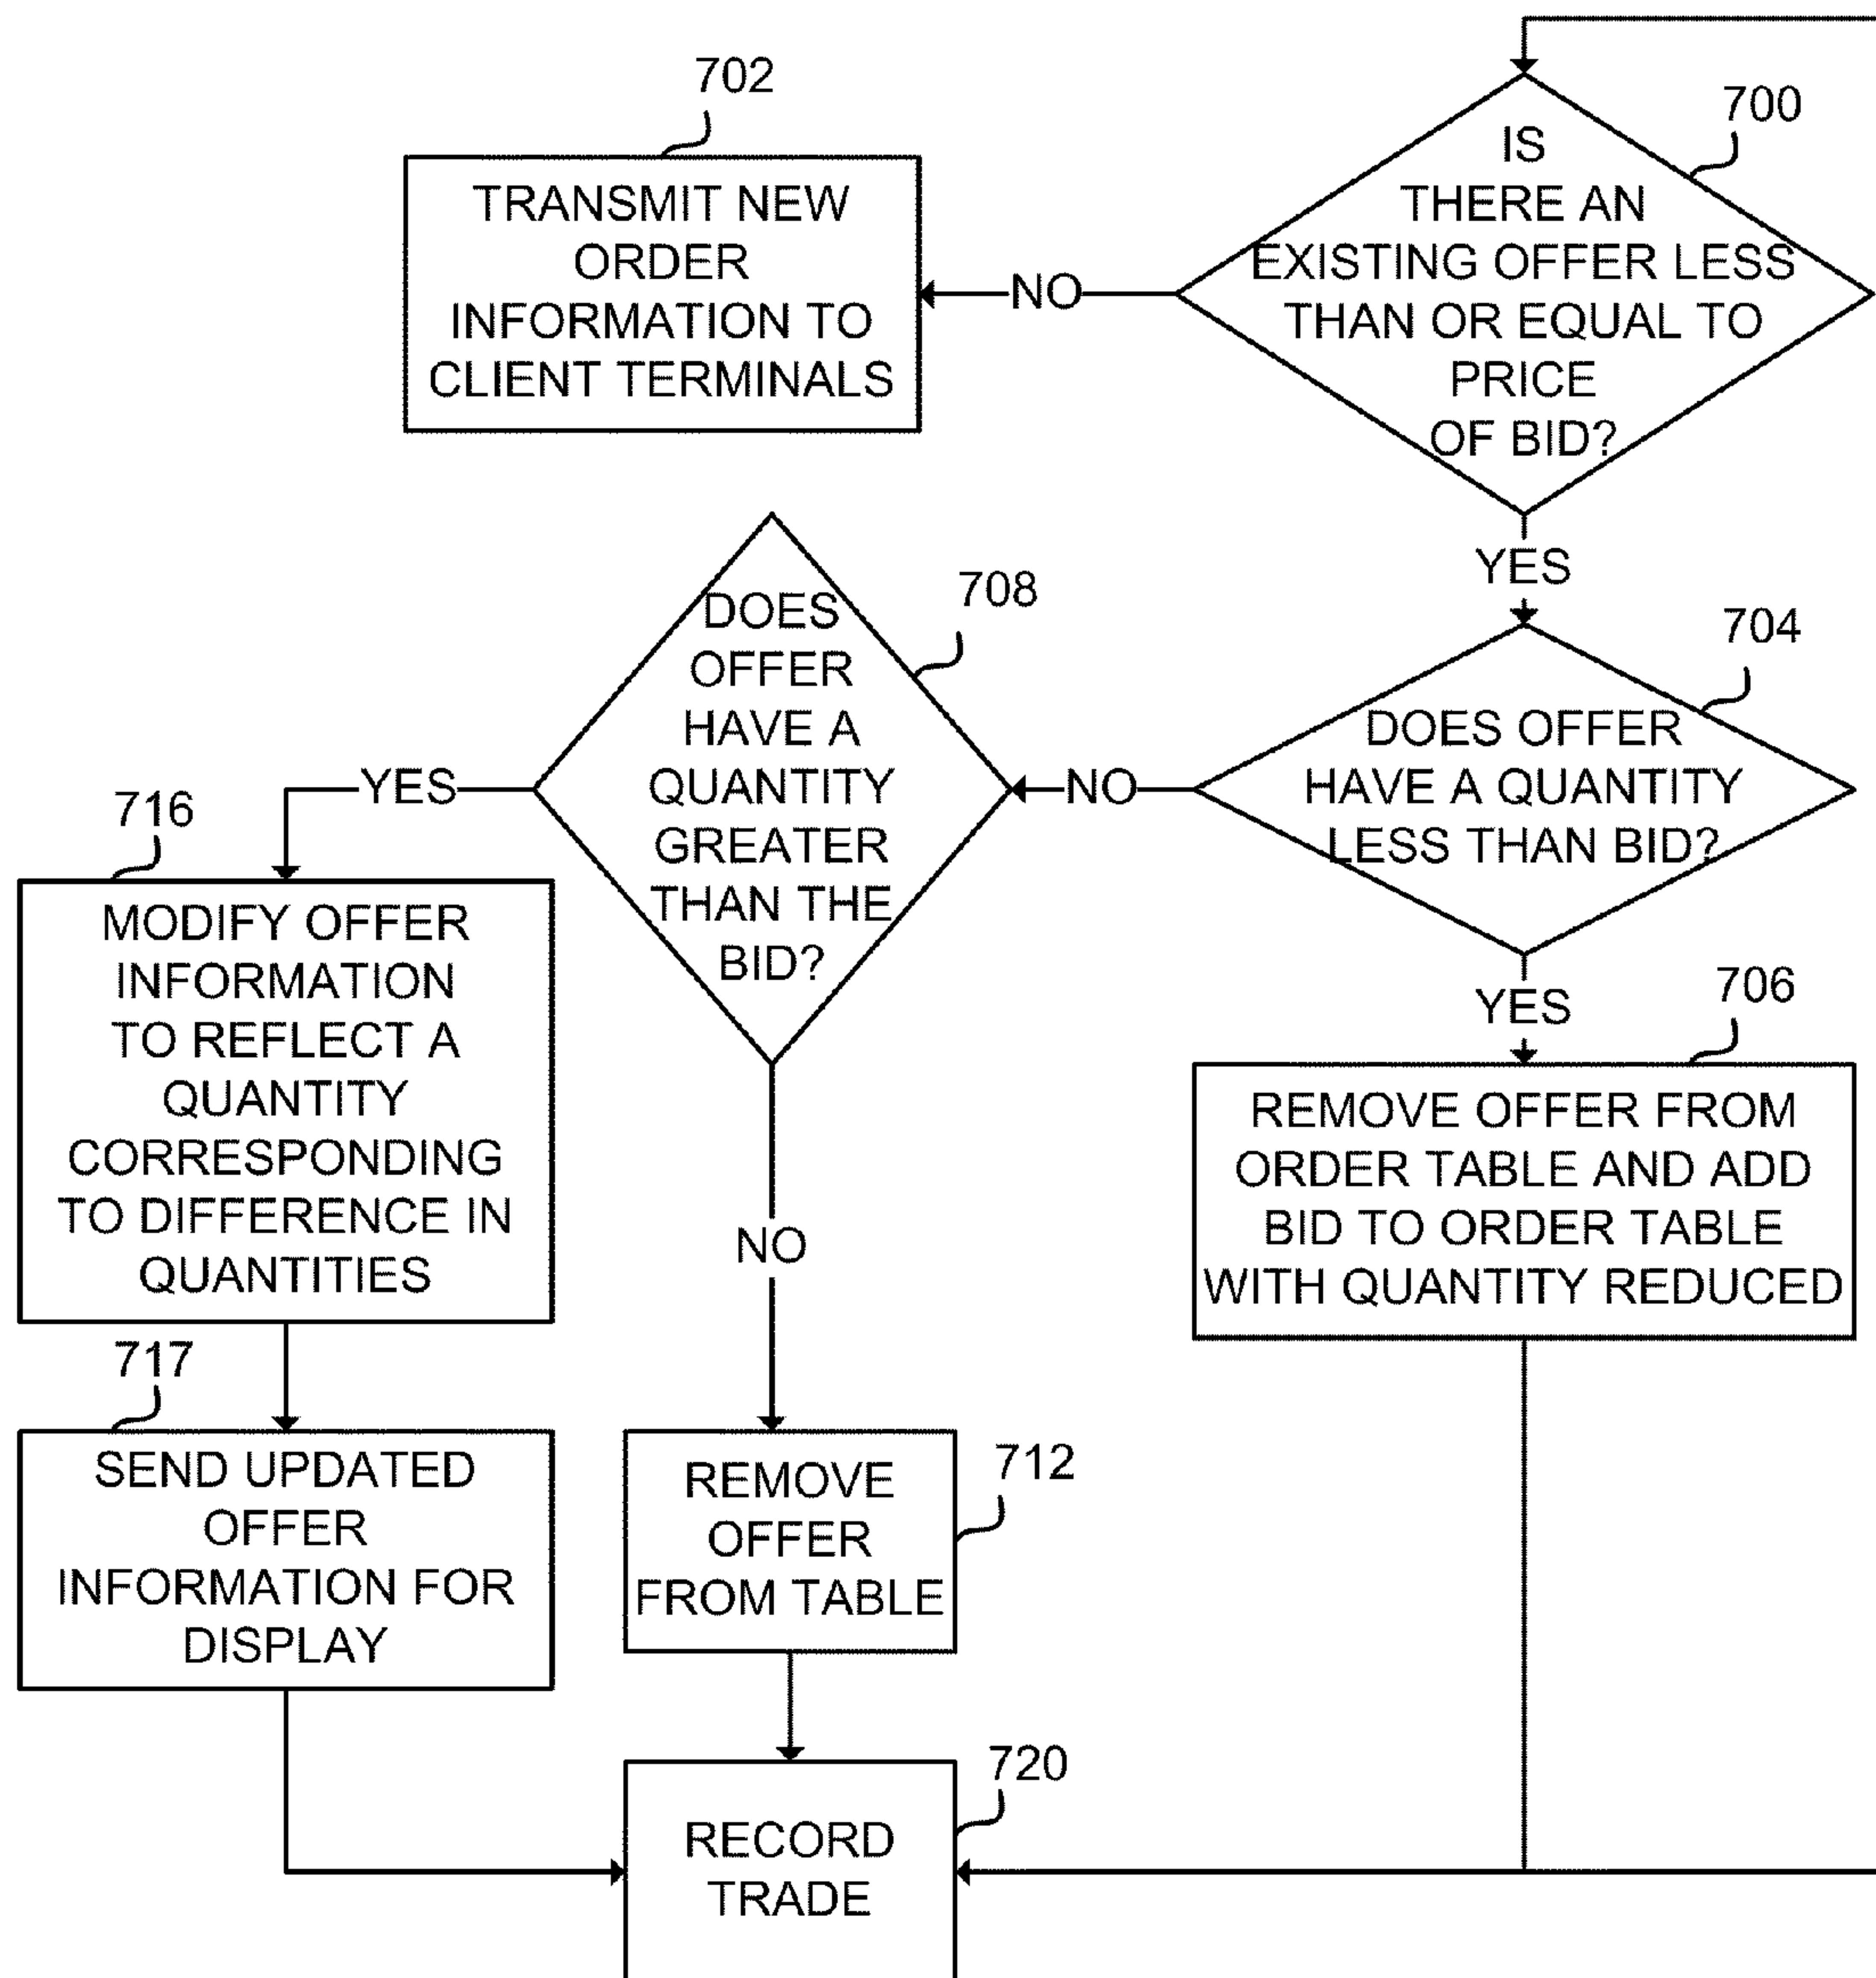 702
TRANSMIT NEW
ORDER
INFORMATION TO
CLIENT TERMINALS
NO
700
IS
THERE AN
EXISTING OFFER LESS
THAN OR EQUAL TO
PRICE
OF BID?
YES
704
DOES OFFER
HAVE A QUANTITY
LESS THAN BID?
NO
708
DOES
OFFER
HAVE A
QUANTITY
GREATER
THAN THE
BID?
YES
716
MODIFY OFFER
INFORMATION
TO REFLECT A
QUANTITY
CORRESPONDING
TO DIFFERENCE IN
QUANTITIES
YES
706
REMOVE OFFER FROM
ORDER TABLE AND ADD
BID TO ORDER TABLE
WITH QUANTITY REDUCED
NO
717
SEND UPDATED
OFFER
INFORMATION FOR
DISPLAY
712
REMOVE
OFFER
FROM TABLE
720
RECORD
TRADE